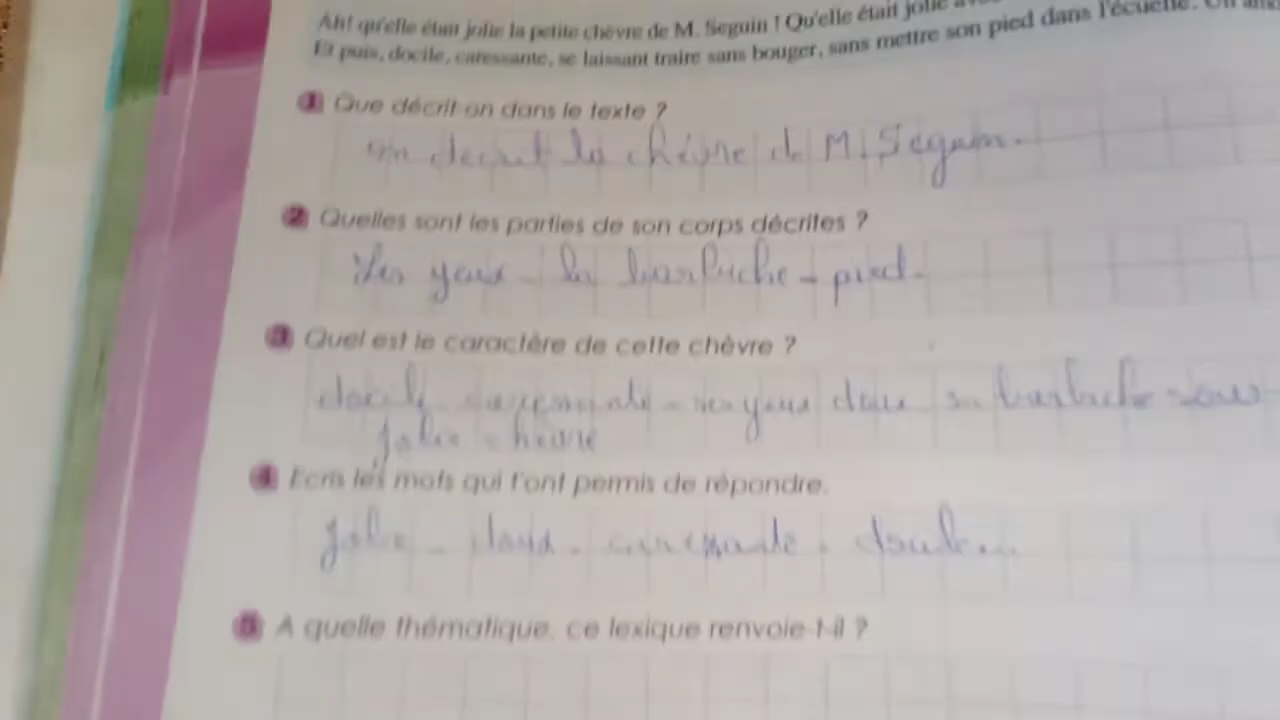 Ah! qu'elle était jolie la petite chèvre de M. Seguin ! Qu'elle était jolie
Et puis, docile, caressante, se laissant traire sans bouger, sans mettre son pied dans l'écuelle. Un
1 Que décrit-on dans le texte ?
on décrit la chèvre de M. Seguin.
2 Quelles sont les parties de son corps décrites ?
Les yeux - la barbiche - pied.
3 Quel est le caractère de cette chèvre ?
docile - caressante - ses yeux doux sa barbiche sous
jolie chèvre
4 Ecris les mots qui t'ont permis de répondre.
jolie - doux - caressante - docile...
5 A quelle thématique, ce lexique renvoie-t-il ?